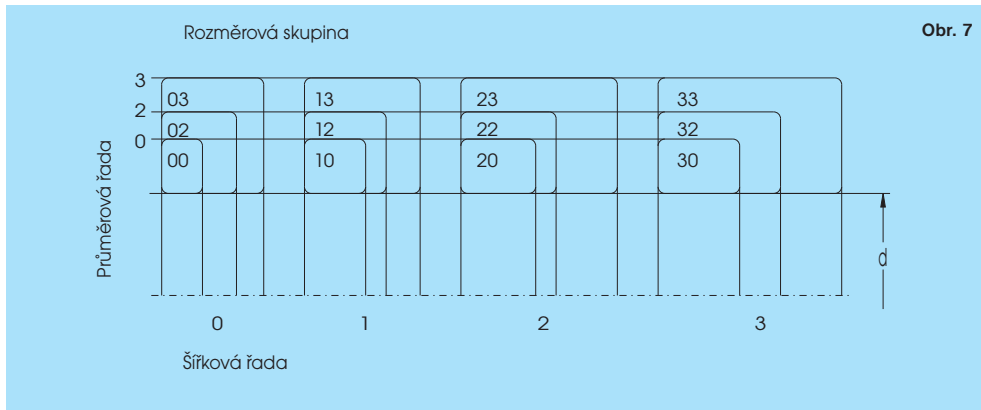 Rozměrová skupina
Obr. 7
Průměrová řada
3
03 13 23 33
2
02 12 22 32
0
00 10 20 30
d
0 1 2 3
Šířková řada